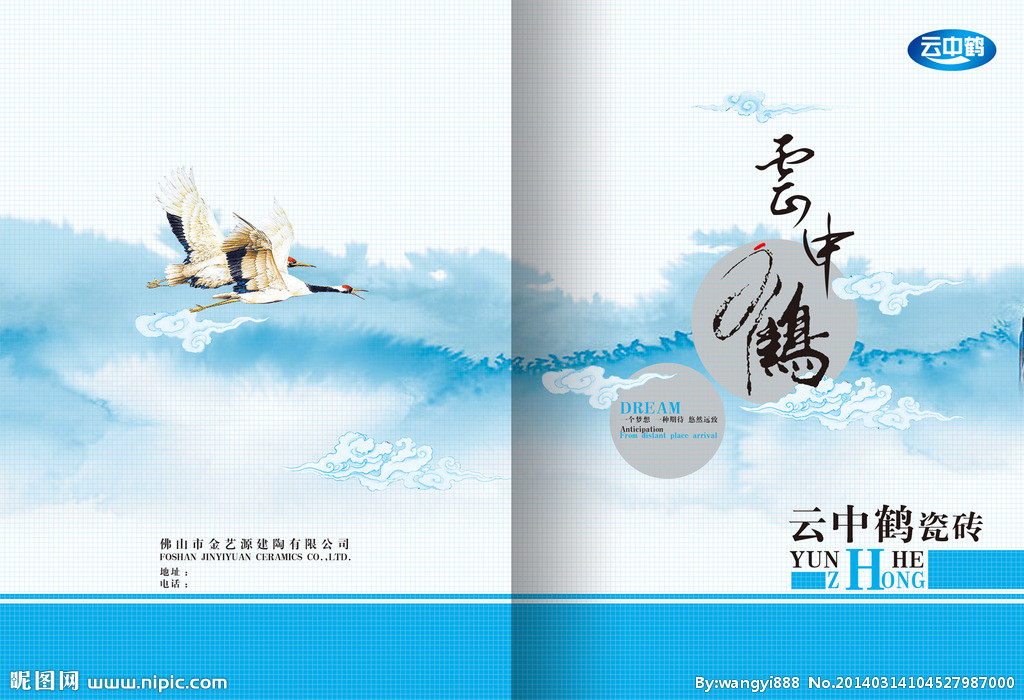 云中鹤
雲中鶴
DREAM
一个梦想 一种期待 悠然远致
Anticipation
From distant place arrival
云中鹤瓷砖
YUN ZHONG HE
佛山市金艺源建陶有限公司
FOSHAN JINYIYUAN CERAMICS CO.,LTD.
地址：
电话：
昵图网 www.nipic.com
By:wangyi888 No.20140314104527987000